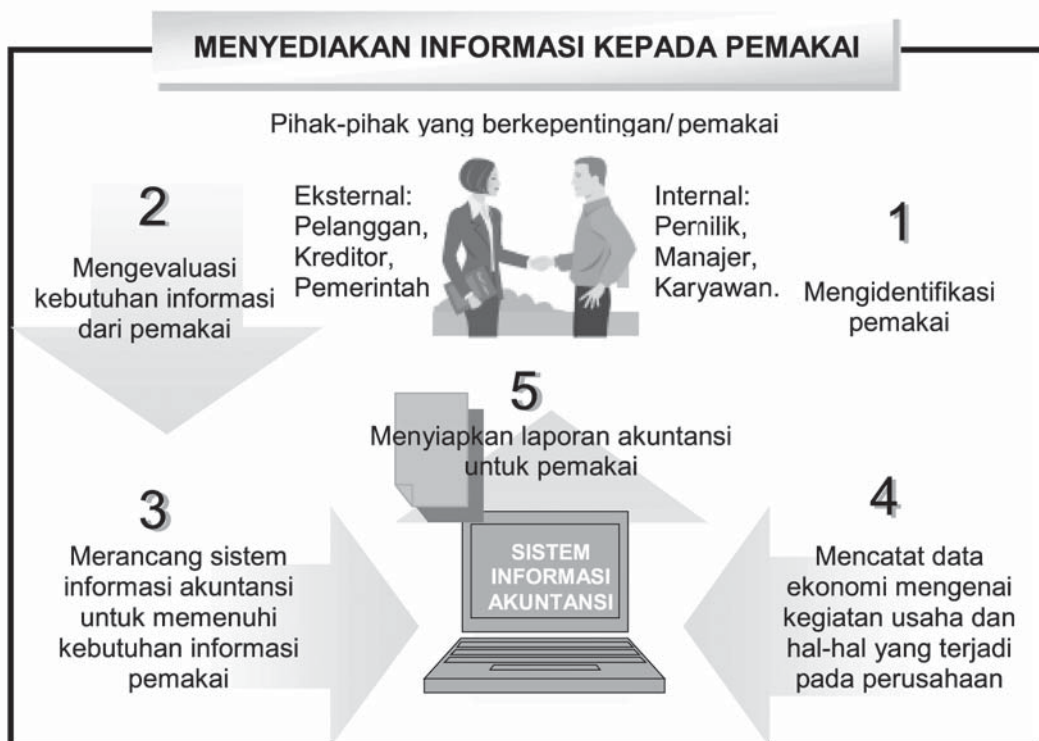 MENYEDIAKAN INFORMASI KEPADA PEMAKAI
Pihak-pihak yang berkepentingan/ pemakai
1
Mengidentifikasi
pemakai
Eksternal:
Pelanggan,
Kreditor,
Pemerintah
Internal:
Pernilik,
Manajer,
Karyawan.
2
Mengevaluasi
kebutuhan informasi
dari pemakai
3
Merancang sistem
informasi akuntansi
untuk memenuhi
kebutuhan informasi
pemakai
4
Mencatat data
ekonomi mengenai
kegiatan usaha dan
hal-hal yang terjadi
pada perusahaan
5
Menyiapkan laporan akuntansi
untuk pemakai
SISTEM
INFORMASI
AKUNTANSI